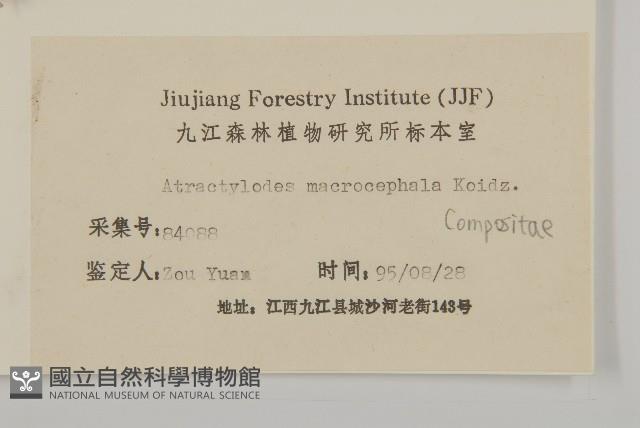 Jiujiang Forestry Institute (JJF)
九江森林植物研究所标本室
Atractylodes macrocephala Koidz.
采集号:84088
Compositae
鉴定人:Zou Yuan
时间:95/08/28
地址:江西九江县城沙河老街143号
國立自然科學博物館
NATIONAL MUSEUM OF NATURAL SCIENCE